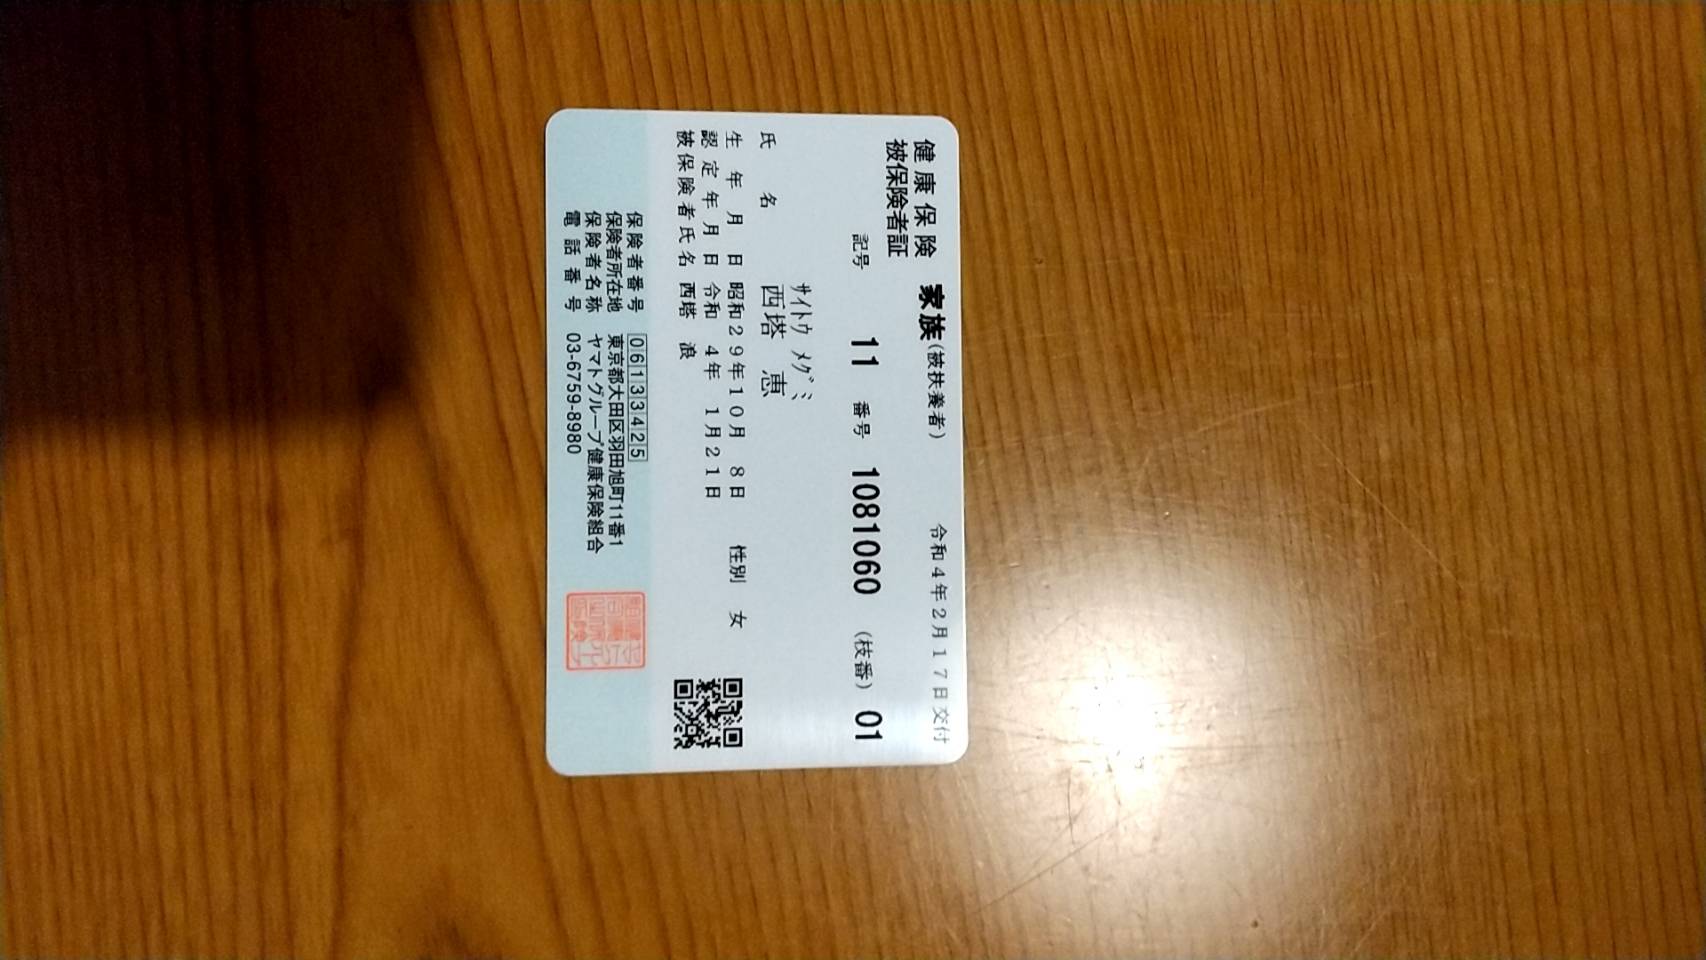 健康保険 家族(被扶養者) 令和4年2月17日交付
被保険者証
記号 11 番号 1081060 (枝番) 01
サイトウ メグミ
氏名 西塔 恵
生年月日 昭和29年10月 8日 性別 女
認定年月日 令和 4年 1月21日
被保険者氏名 西塔 浪
保険者番号 06133425
保険者所在地 東京都大田区羽田旭町11番1
保険者名称 ヤマトグループ健康保険組合
電話番号 03-6759-8980